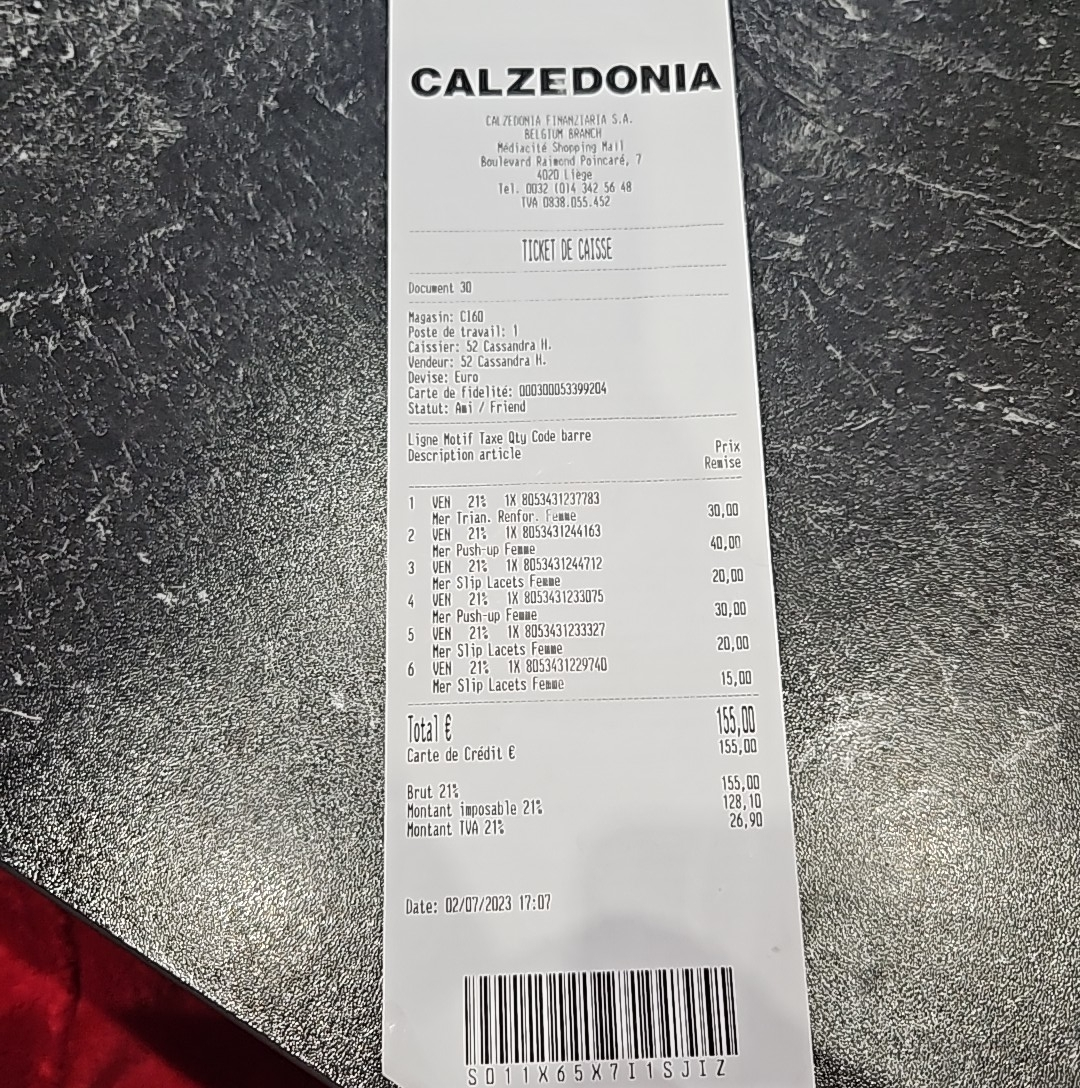 CALZEDONIA
CALZEDONIA FINANZIARIA S.A.
BELGIUM BRANCH
Médiacité Shopping Mall
Boulevard Raimond Poincaré, 7
4020 Liege
Tel. 0032 (0)4 342 56 48
TVA 0838.055.452
TICKET DE CAISSE
Document 30
Magasin: C160
Poste de travail: 1
Caissier: 52 Cassandra H.
Vendeur: 52 Cassandra H.
Devise: Euro
Carte de fidelité: 000300053399204
Statut: Ami / Friend
Ligne Motif Taxe Qty Code barre
Description article Prix
Remise
1 VEN 21% 1X 8053431237783
Mer Trian. Renfor. Femme 30,00
2 VEN 21% 1X 8053431244163
Mer Push-up Femme 40,00
3 VEN 21% 1X 8053431244712
Mer Slip Lacets Femme 20,00
4 VEN 21% 1X 8053431233075
Mer Push-up Femme 30,00
5 VEN 21% 1X 8053431233327
Mer Slip Lacets Femme 20,00
6 VEN 21% 1X 8053431229740
Mer Slip Lacets Femme 15,00
Total € 155,00
Carte de Crédit € 155,00
Brut 21% 155,00
Montant imposable 21% 128,10
Montant TVA 21% 26,90
Date: 02/07/2023 17:07
S011X65X7I1SJIZ